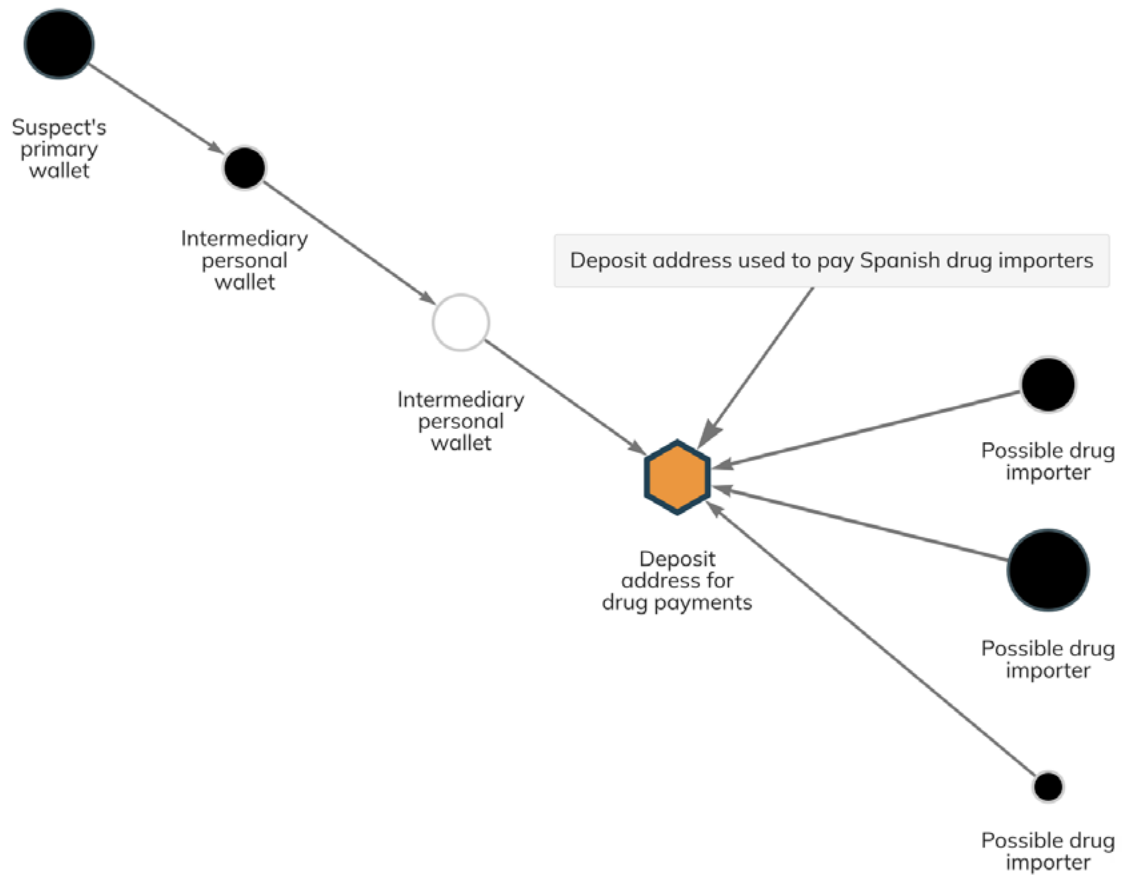 Suspect's
primary
wallet
Intermediary
personal
wallet
Deposit address used to pay Spanish drug importers
Intermediary
personal
wallet
Possible drug
importer
Deposit
address for
drug payments
Possible drug
importer
Possible drug
importer